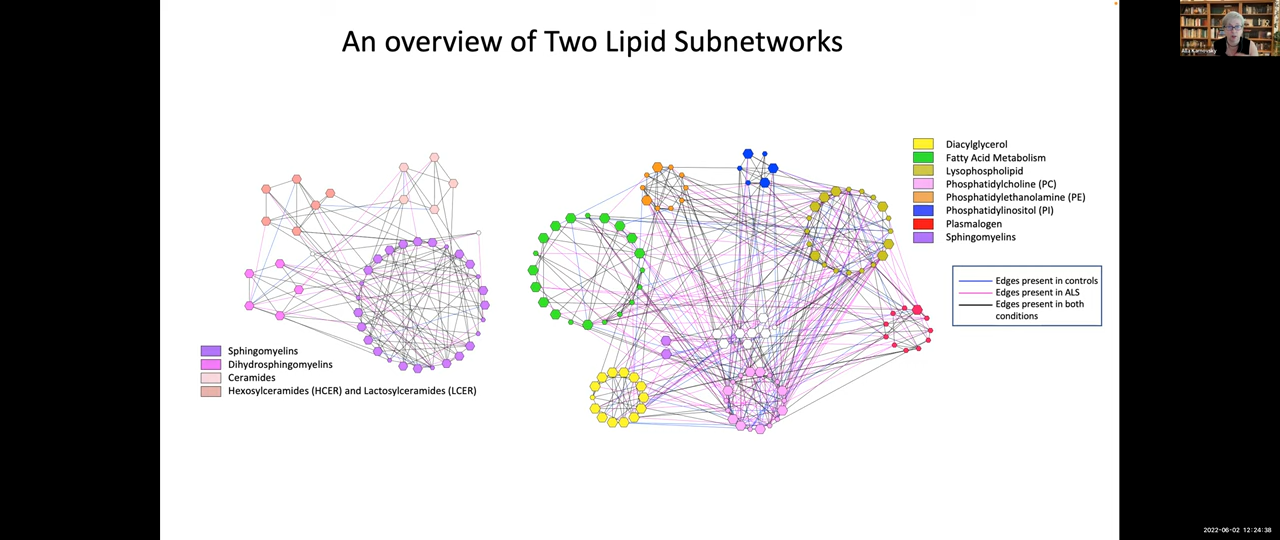 An overview of Two Lipid Subnetworks
Alla Karnovsky
Diacylglycerol
Fatty Acid Metabolism
Lysophospholipid
Phosphatidylcholine (PC)
Phosphatidylethanolamine (PE)
Phosphatidylinositol (PI)
Plasmalogen
Sphingomyelins
Edges present in controls
Edges present in ALS
Edges present in both
conditions
Sphingomyelins
Dihydrosphingomyelins
Ceramides
Hexosylceramides (HCER) and Lactosylceramides (LCER)
2022-06-02 12:24:38